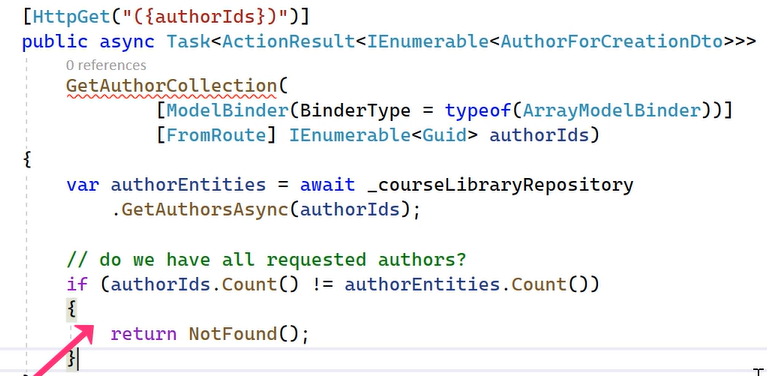 [HttpGet("({authorIds})")]
public async Task<ActionResult<IEnumerable<AuthorForCreationDto>>>
0 references
GetAuthorCollection(
[ModelBinder(BinderType = typeof(ArrayModelBinder))]
[FromRoute] IEnumerable<Guid> authorIds)
{
var authorEntities = await _courseLibraryRepository
.GetAuthorsAsync(authorIds);
// do we have all requested authors?
if (authorIds.Count() != authorEntities.Count())
{
return NotFound();
}